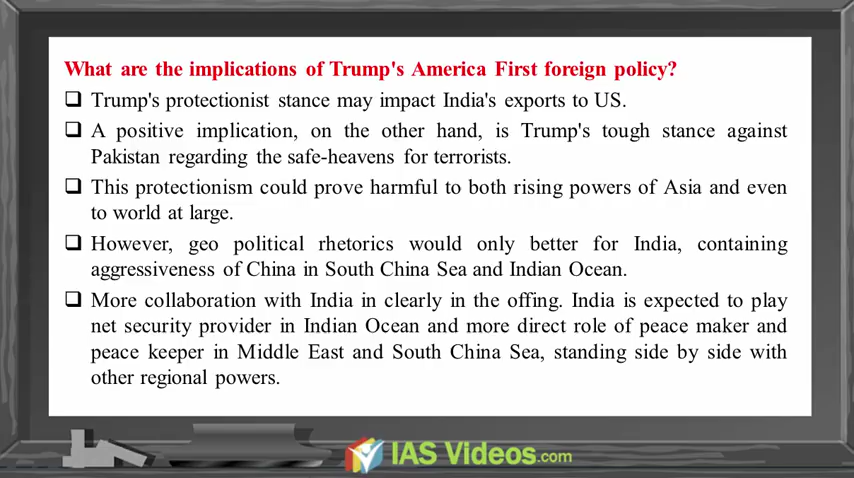 What are the implications of Trump's America First foreign policy?
❑ Trump's protectionist stance may impact India's exports to US.
❑ A positive implication, on the other hand, is Trump's tough stance against
Pakistan regarding the safe-heavens for terrorists.
❑ This protectionism could prove harmful to both rising powers of Asia and even
to world at large.
❑ However, geo political rhetorics would only better for India, containing
aggressiveness of China in South China Sea and Indian Ocean.
❑ More collaboration with India in clearly in the offing. India is expected to play
net security provider in Indian Ocean and more direct role of peace maker and
peace keeper in Middle East and South China Sea, standing side by side with
other regional powers.
IAS Videos.com